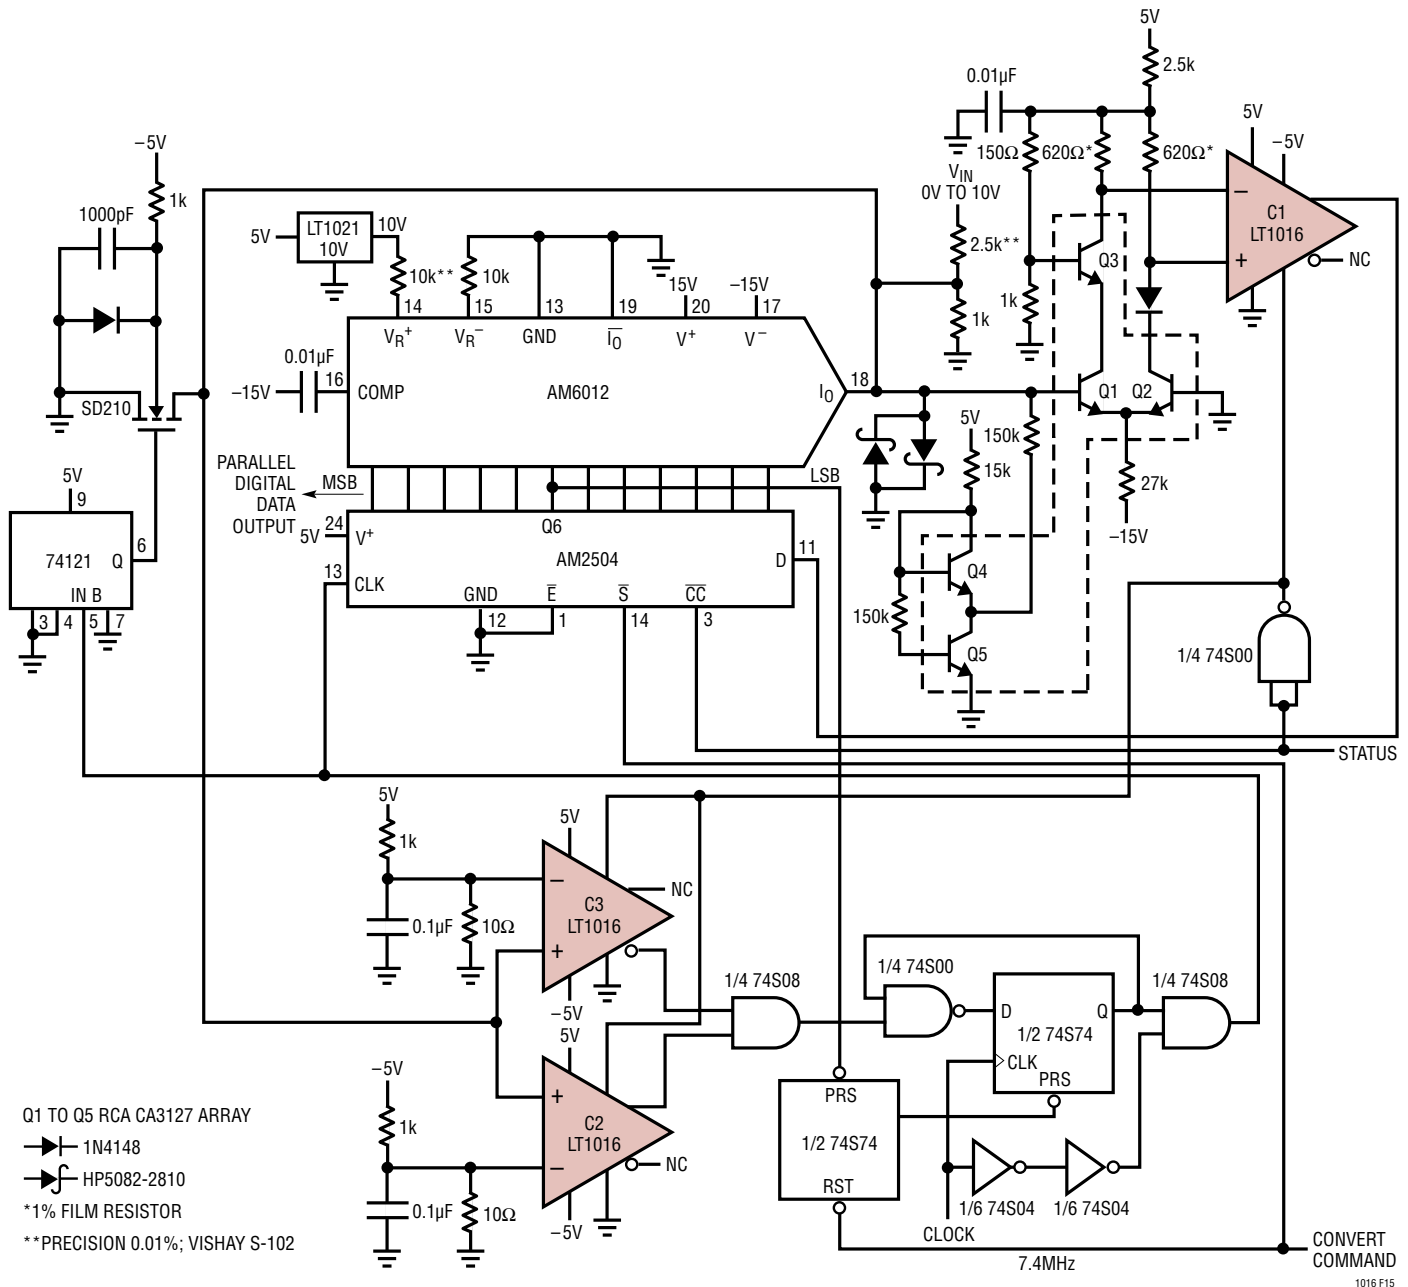 5V
2.5k
0.01µF
150Ω
620Ω*
620Ω*
5V
–5V
–5V
1k
1000pF
VIN
0V TO 10V
2.5k**
1k
1k
Q3
–
C1
LT1016
+
NC
5V
LT1021
10V
10V
10k**
10k
14
15
13
19
15V
20
–15V
17
VR+
VR–
GND
IO
V+
V–
0.01µF
–15V
16
COMP
AM6012
IO
18
Q1
Q2
SD210
5V
150k
15k
27k
–15V
PARALLEL
DIGITAL
DATA
OUTPUT
MSB
LSB
5V
9
74121
Q
6
IN B
3
4
5
7
5V
24
V+
Q6
AM2504
D
11
13
CLK
GND
E
S
CC
12
1
14
3
Q4
150k
Q5
1/4 74S00
STATUS
5V
1k
5V
–
C3
LT1016
NC
0.1µF
10Ω
+
–5V
5V
1/4 74S08
1/4 74S00
D
Q
1/2 74S74
CLK
PRS
1/4 74S08
–5V
1k
+
C2
LT1016
–
NC
0.1µF
10Ω
–5V
PRS
1/2 74S74
RST
1/6 74S04
1/6 74S04
CLOCK
7.4MHz
CONVERT
COMMAND
Q1 TO Q5 RCA CA3127 ARRAY
1N4148
HP5082-2810
*1% FILM RESISTOR
**PRECISION 0.01%; VISHAY S-102
1016 F15